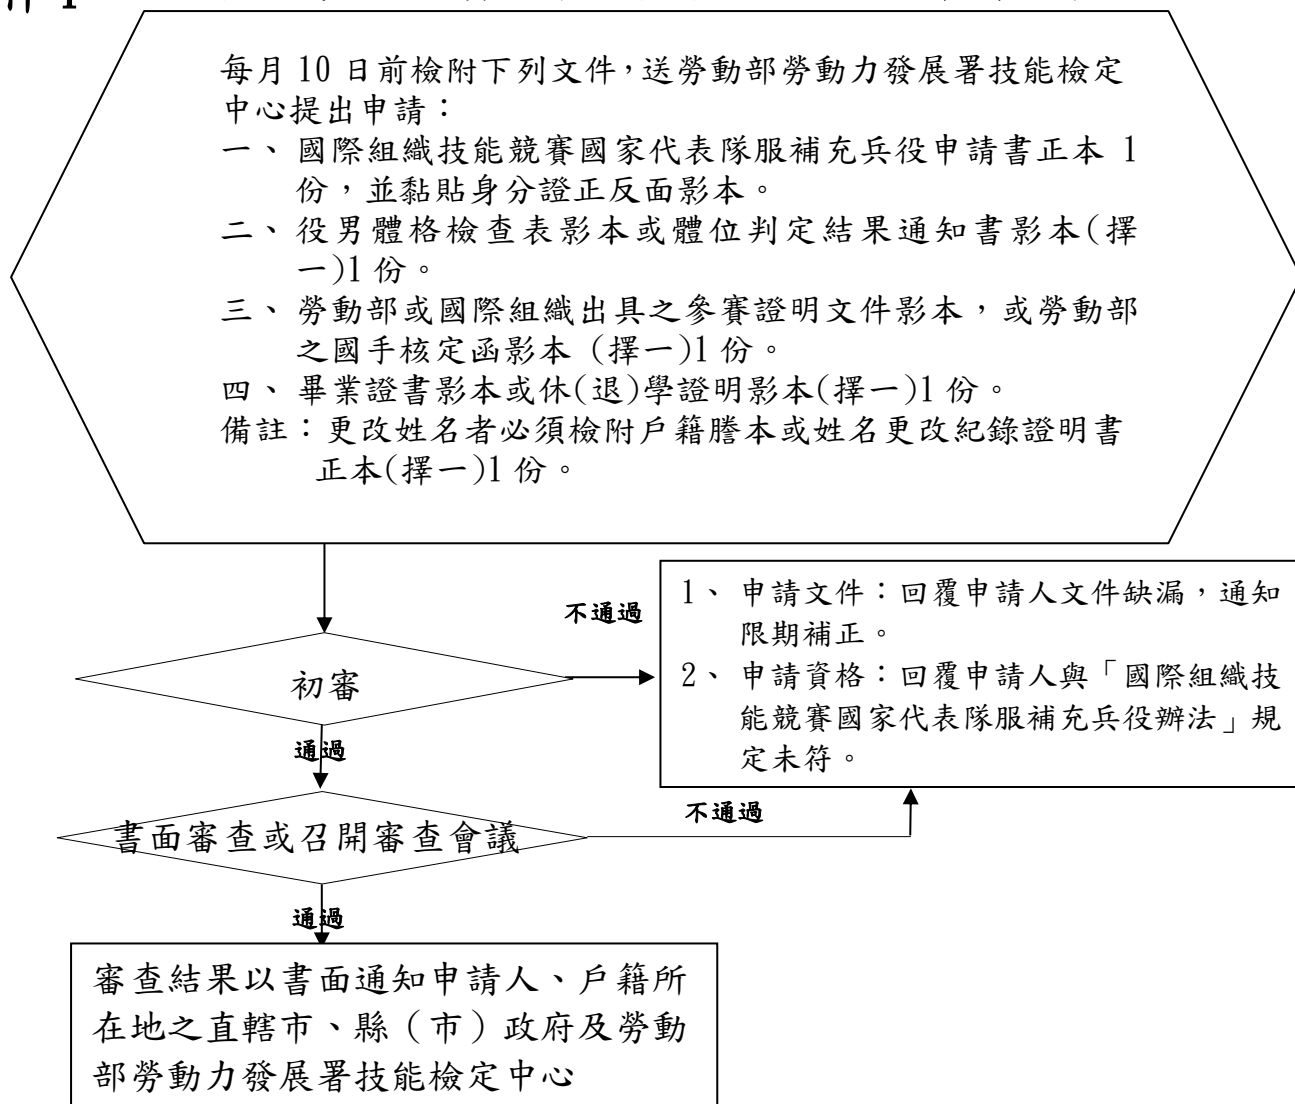 件 1
每月 10 日前檢附下列文件，送勞動部勞動力發展署技能檢定
中心提出申請：
一、 國際組織技能競賽國家代表隊服補充兵役申請書正本 1
份，並黏貼身分證正反面影本。
二、 役男體格檢查表影本或體位判定結果通知書影本(擇
一)1 份。
三、 勞動部或國際組織出具之參賽證明文件影本，或勞動部
之國手核定函影本 (擇一)1 份。
四、 畢業證書影本或休(退)學證明影本(擇一)1 份。
備註：更改姓名者必須檢附戶籍謄本或姓名更改紀錄證明書
正本(擇一)1 份。
不通過
1、 申請文件：回覆申請人文件缺漏，通知
限期補正。
2、 申請資格：回覆申請人與「國際組織技
能競賽國家代表隊服補充兵役辦法」規
定未符。
初審
通過
不通過
書面審查或召開審查會議
通過
審查結果以書面通知申請人、戶籍所
在地之直轄市、縣（市）政府及勞動
部勞動力發展署技能檢定中心